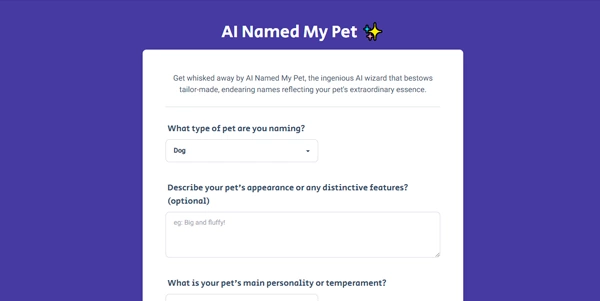 AI Named My Pet ✨
Get whisked away by AI Named My Pet, the ingenious AI wizard that bestows
tailor-made, endearing names reflecting your pet's extraordinary essence.
What type of pet are you naming?
Dog
Describe your pet's appearance or any distinctive features?
(optional)
eg: Big and fluffy!
What is your pet's main personality or temperament?